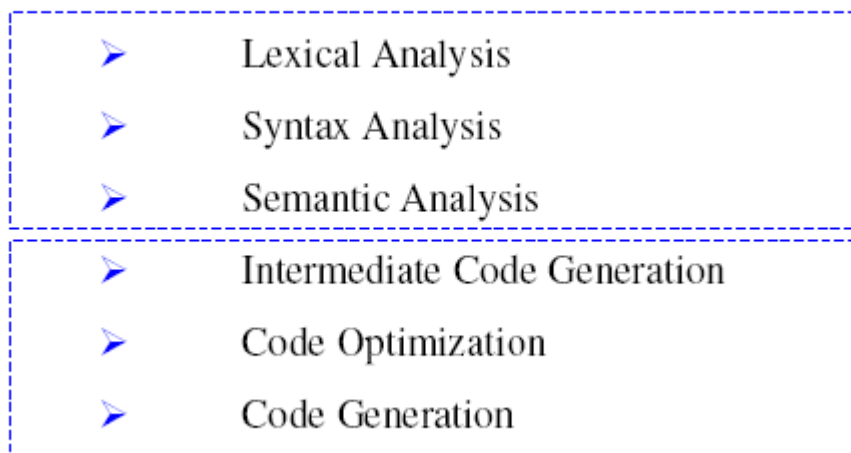 Lexical Analysis
Syntax Analysis
Semantic Analysis
Intermediate Code Generation
Code Optimization
Code Generation